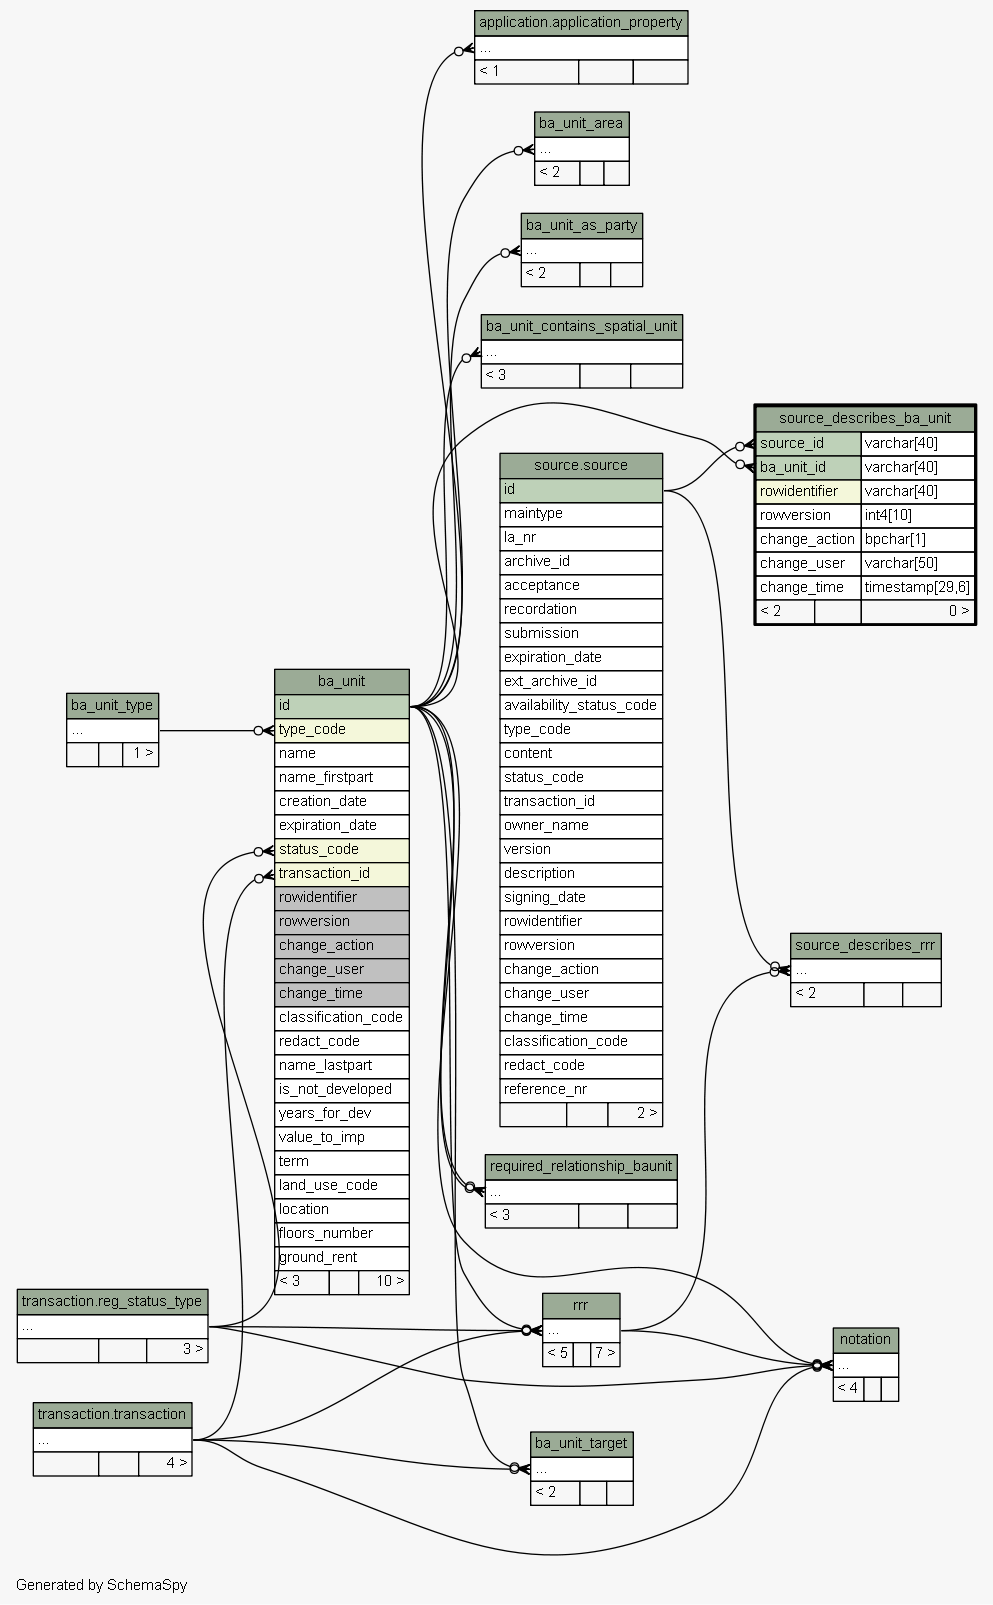 application.application_property
...
< 1
ba_unit_area
...
< 2
ba_unit_as_party
...
< 2
ba_unit_contains_spatial_unit
...
< 3
source_describes_ba_unit
source_id varchar[40]
ba_unit_id varchar[40]
rowidentifier varchar[40]
rowversion int4[10]
change_action bpchar[1]
change_user varchar[50]
change_time timestamp[29,6]
< 2 0 >
source.source
id
maintype
la_nr
archive_id
acceptance
recordation
submission
expiration_date
ext_archive_id
availability_status_code
type_code
content
status_code
transaction_id
owner_name
version
description
signing_date
rowidentifier
rowversion
change_action
change_user
change_time
classification_code
redact_code
reference_nr
2 >
ba_unit
id
type_code
name
name_firstpart
creation_date
expiration_date
status_code
transaction_id
rowidentifier
rowversion
change_action
change_user
change_time
classification_code
redact_code
name_lastpart
is_not_developed
years_for_dev
value_to_imp
term
land_use_code
location
floors_number
ground_rent
< 3 10 >
ba_unit_type
...
1 >
source_describes_rrr
...
< 2
required_relationship_baunit
...
< 3
transaction.reg_status_type
...
3 >
rrr
...
< 5 7 >
notation
...
< 4
transaction.transaction
...
4 >
ba_unit_target
...
< 2
Generated by SchemaSpy